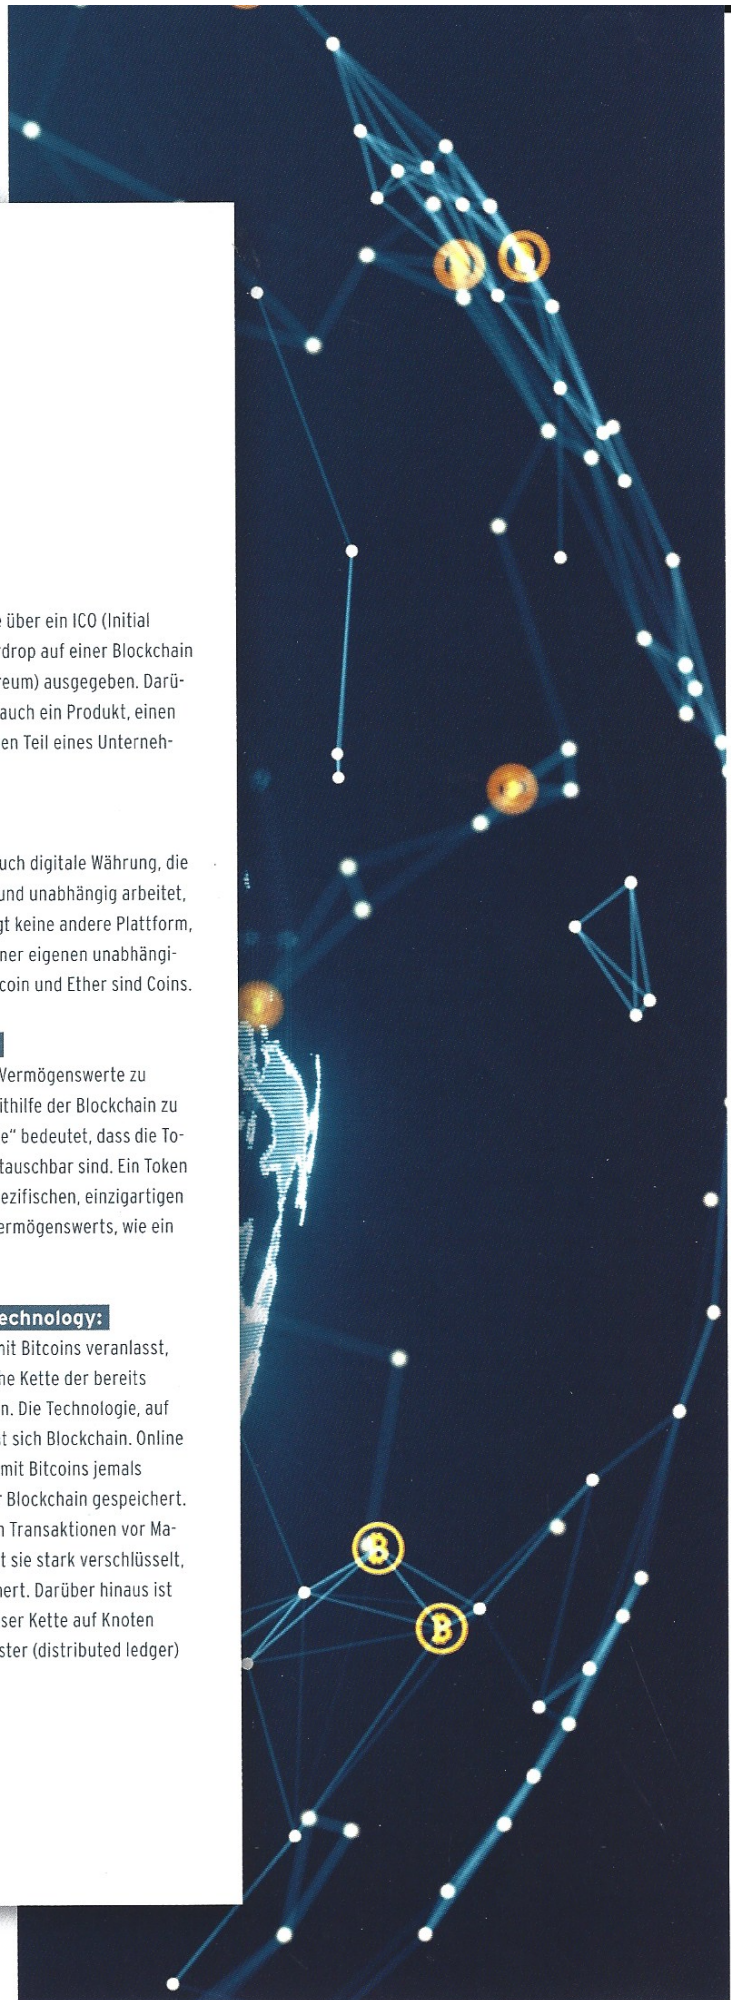 über ein ICO (Initial
drop auf einer Blockchain
reum) ausgegeben. Darü-
auch ein Produkt, einen
en Teil eines Unterneh-
uch digitale Währung, die
und unabhängig arbeitet,
gt keine andere Plattform,
ner eigenen unabhängi-
coin und Ether sind Coins.
Vermögenswerte zu
ithilfe der Blockchain zu
e“ bedeutet, dass die To-
tauschbar sind. Ein Token
ezifischen, einzigartigen
ermögenswerts, wie ein
echnology:
mit Bitcoins veranlasst,
he Kette der bereits
n. Die Technologie, auf
t sich Blockchain. Online
mit Bitcoins jemals
r Blockchain gespeichert.
n Transaktionen vor Ma-
t sie stark verschlüsselt,
ert. Darüber hinaus ist
ser Kette auf Knoten
ster (distributed ledger)